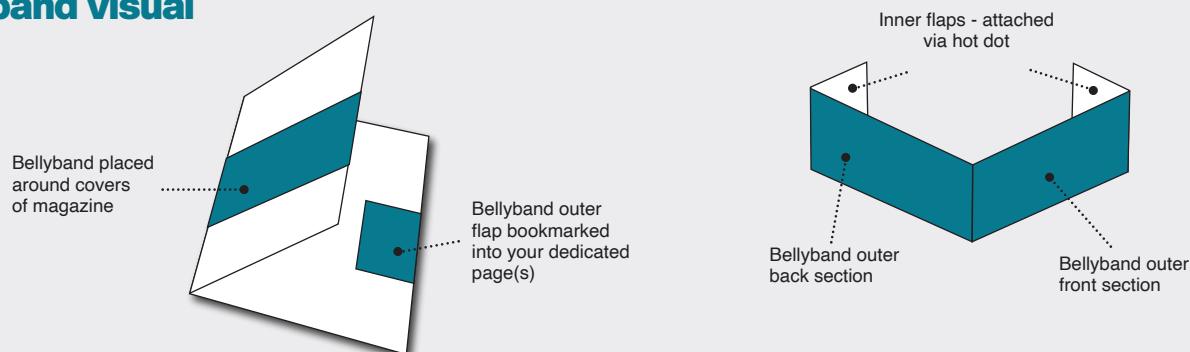 band visual
Bellyband placed
around covers
of magazine
Bellyband outer
flap bookmarked
into your dedicated
page(s)
Inner flaps - attached
via hot dot
Bellyband outer
back section
Bellyband outer
front section